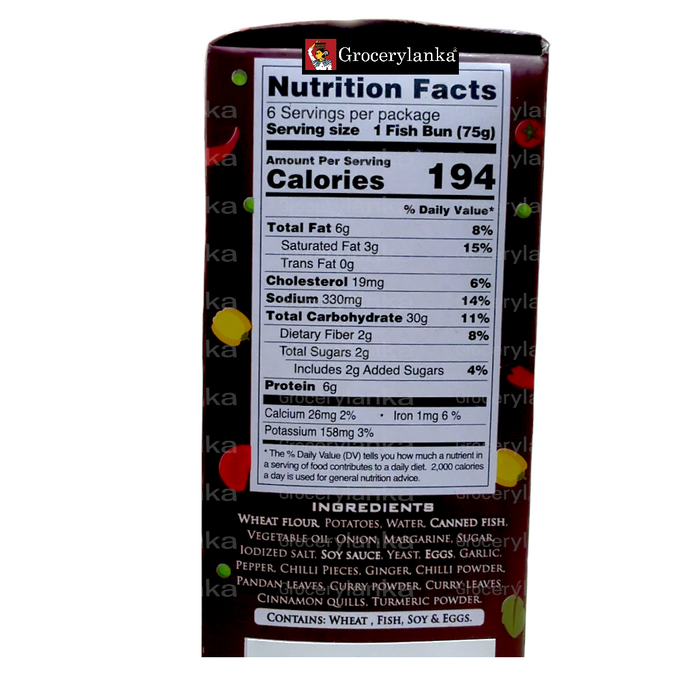 Grocerylanka
Nutrition Facts
6 Servings per package
Serving size 1 Fish Bun (75g)
Amount Per Serving
Calories 194
% Daily Value*
Total Fat 6g 8%
Saturated Fat 3g 15%
Trans Fat 0g
Cholesterol 19mg 6%
Sodium 330mg 14%
Total Carbohydrate 30g 11%
Dietary Fiber 2g 8%
Total Sugars 2g
Includes 2g Added Sugars 4%
Protein 6g
Calcium 26mg 2% • Iron 1mg 6 %
Potassium 158mg 3%
* The % Daily Value (DV) tells you how much a nutrient in
a serving of food contributes to a daily diet. 2,000 calories
a day is used for general nutrition advice.
INGREDIENTS
WHEAT FLOUR, POTATOES, WATER, CANNED FISH,
VEGETABLE OIL, ONION, MARGARINE, SUGAR,
IODIZED SALT, SOY SAUCE, YEAST, EGGS, GARLIC,
PEPPER, CHILLI PIECES, GINGER, CHILLI POWDER,
PANDAN LEAVES, CURRY POWDER, CURRY LEAVES,
CINNAMON QUILLS, TURMERIC POWDER.
CONTAINS: WHEAT , FISH, SOY & EGGS.